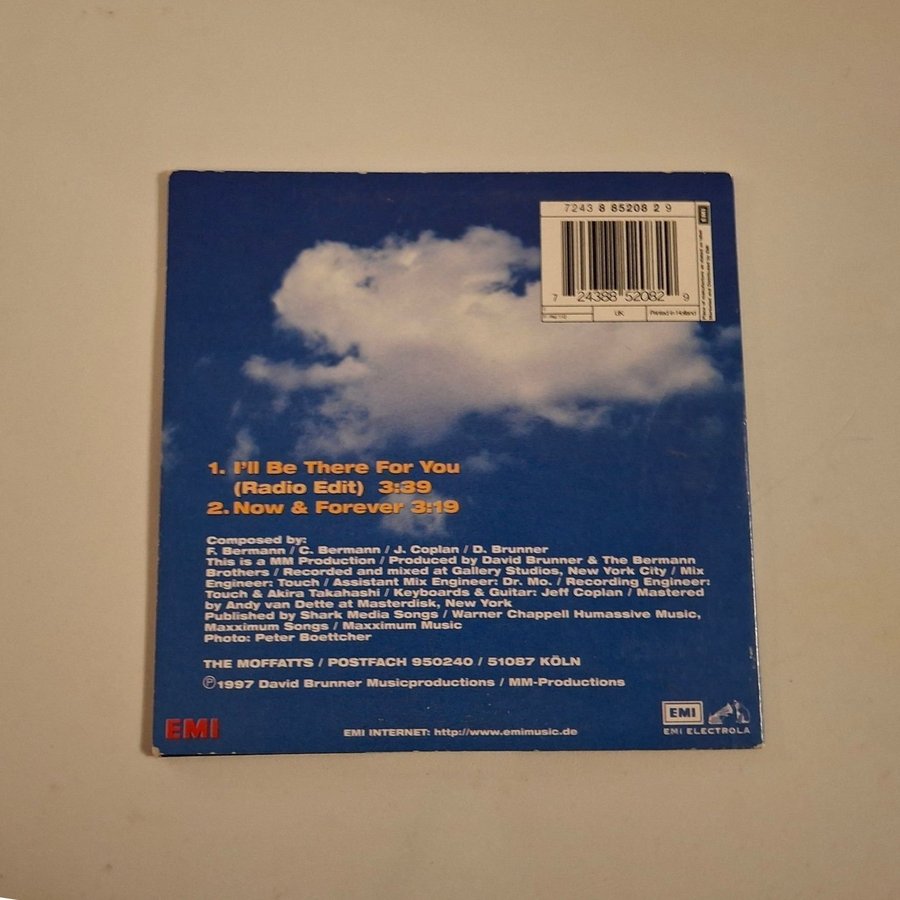 7243 8 85208 2 9
EMI
7 24388 52082 9
UK
Printed in Holland
1. I'll Be There For You
(Radio Edit) 3:39
2. Now & Forever 3:19
Composed by:
F. Bermann / C. Bermann / J. Coplan / D. Brunner
This is a MM Production / Produced by David Brunner & The Bermann
Brothers / Recorded and mixed at Gallery Studios, New York City / Mix
Engineer: Touch / Assistant Mix Engineer: Dr. Mo. / Recording Engineer:
Touch & Akira Takahashi / Keyboards & Guitar: Jeff Coplan / Mastered
by Andy van Dette at Masterdisk, New York
Published by Shark Media Songs / Warner Chappell Humassive Music,
Maxximum Songs / Maxximum Music
Photo: Peter Boettcher
THE MOFFATTS / POSTFACH 950240 / 51087 KÖLN
℗1997 David Brunner Musicproductions / MM-Productions
EMI
EMI INTERNET: http://www.emimusic.de
EMI
EMI ELECTROLA